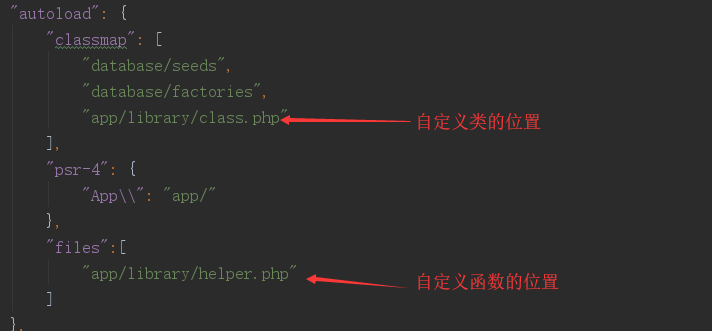 "autoload": {
"classmap": [
"database/seeds",
"database/factories",
"app/library/class.php" 自定义类的位置
],
"psr-4": {
"App\\": "app/"
},
"files":[
"app/library/helper.php" 自定义函数的位置
]
},